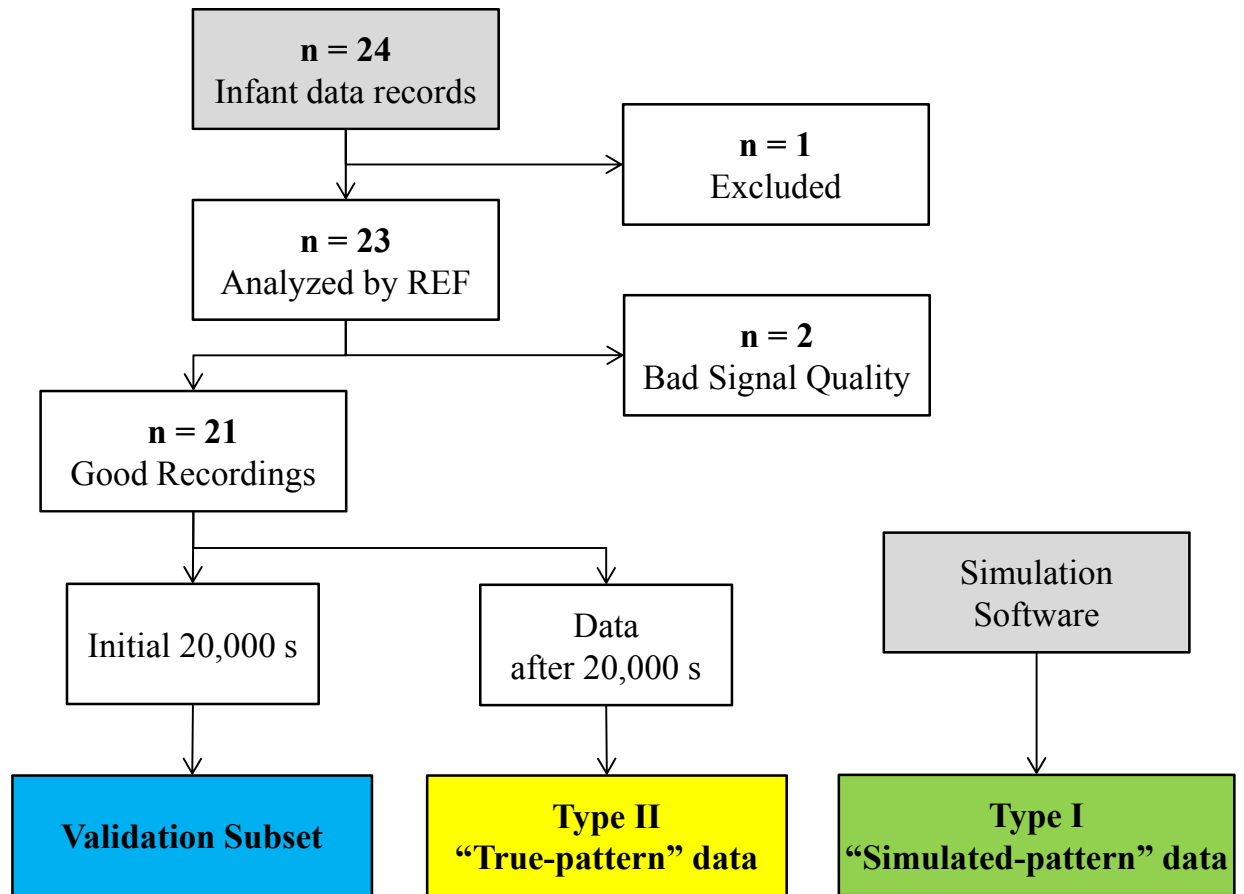 n = 24
Infant data records
n = 1
Excluded
n = 23
Analyzed by REF
n = 2
Bad Signal Quality
n = 21
Good Recordings
Initial 20,000 s
Data
after 20,000 s
Simulation
Software
Validation Subset
Type II
“True-pattern” data
Type I
“Simulated-pattern” data